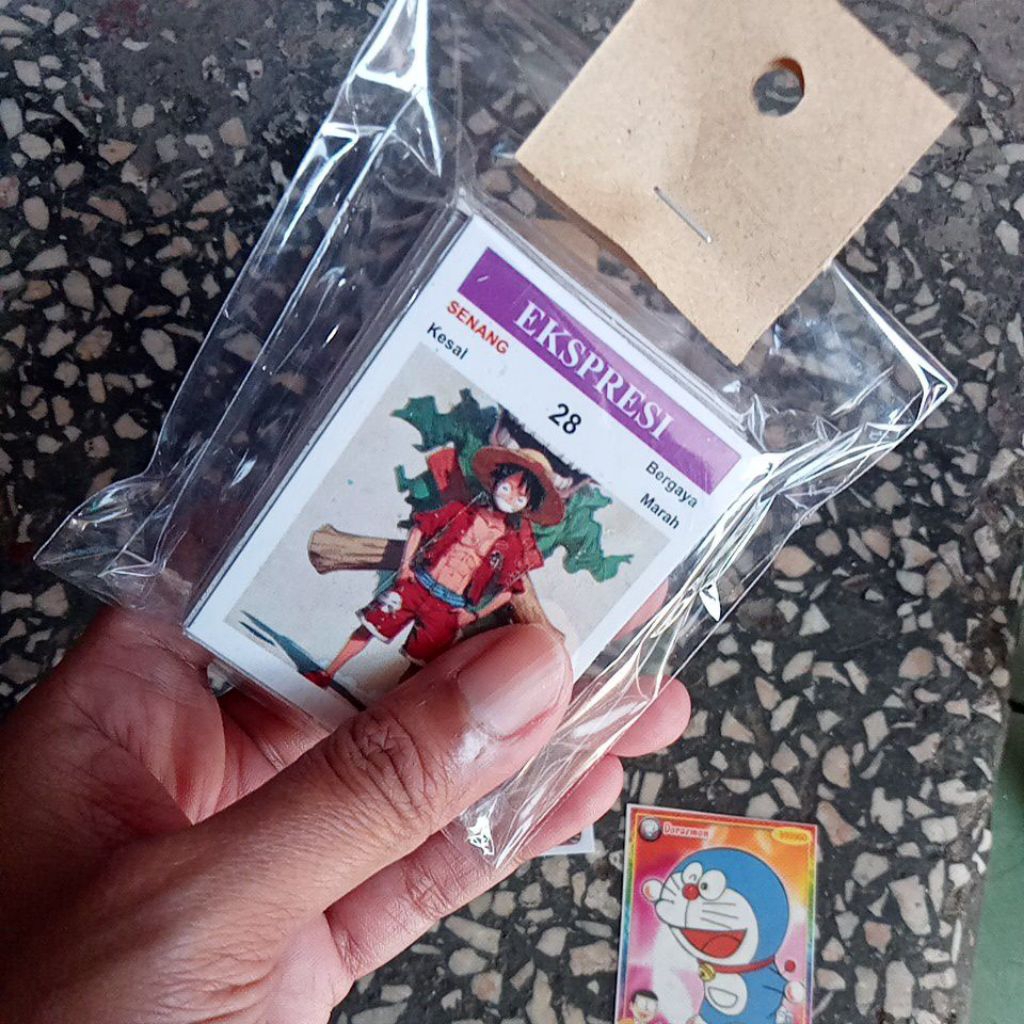 EKSPRESI
SENANG
Kesal
28
Bergaya
Marah
Doraemon